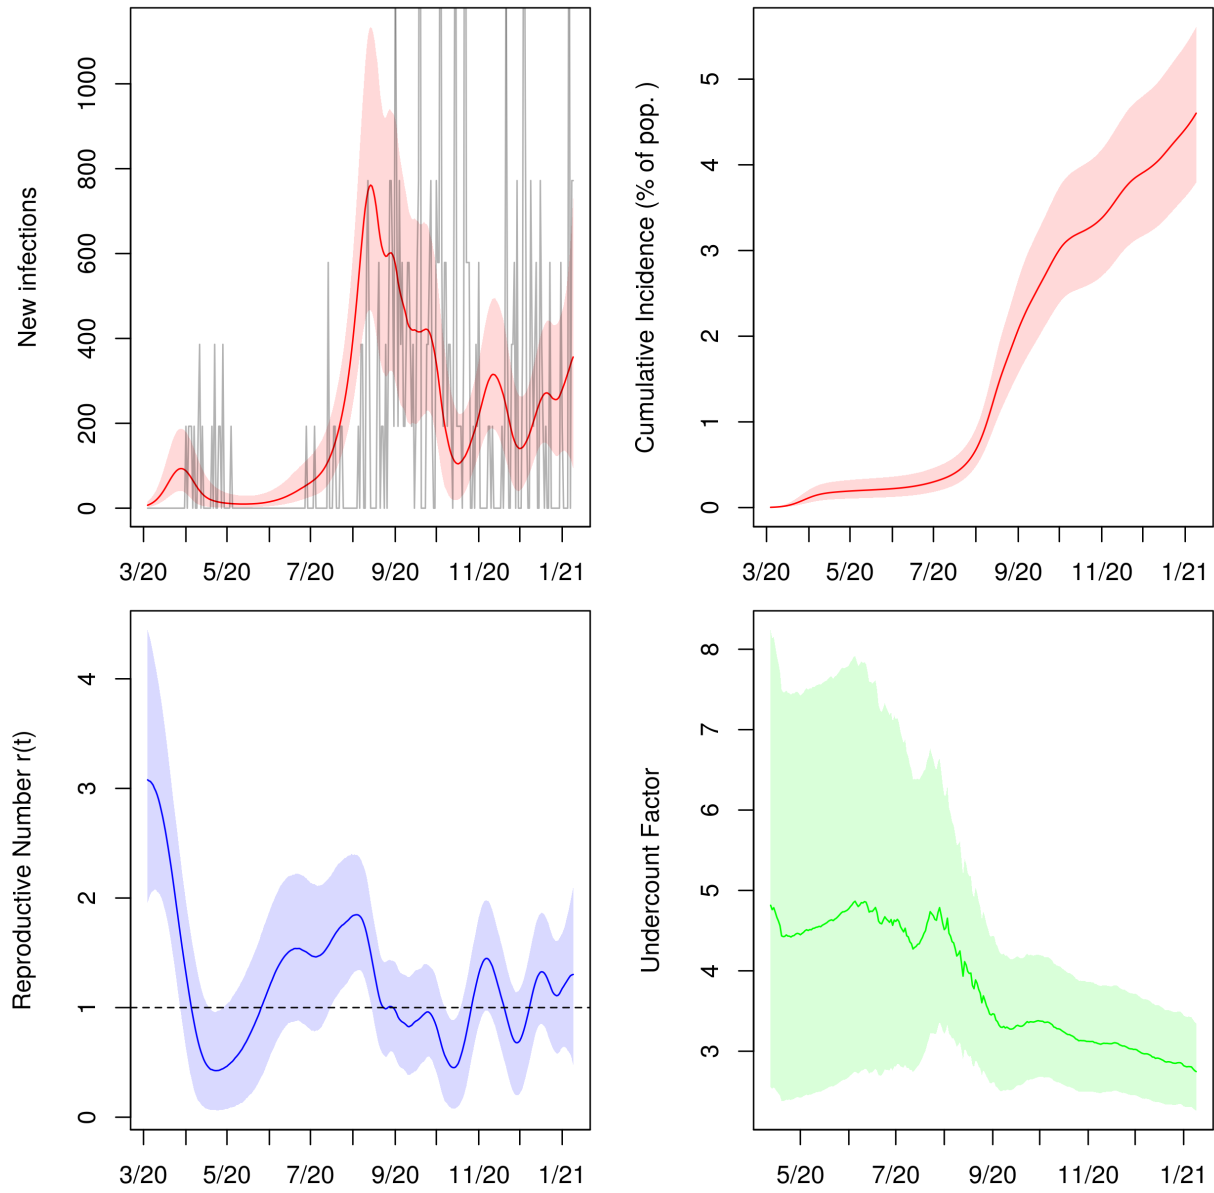 New infections
1000
800
600
400
200
0
3/20 5/20 7/20 9/20 11/20 1/21
Cumulative Incidence (% of pop. )
5
4
3
2
1
0
3/20 5/20 7/20 9/20 11/20 1/21
Reproductive Number r(t)
4
3
2
1
0
3/20 5/20 7/20 9/20 11/20 1/21
Undercount Factor
8
7
6
5
4
3
5/20 7/20 9/20 11/20 1/21